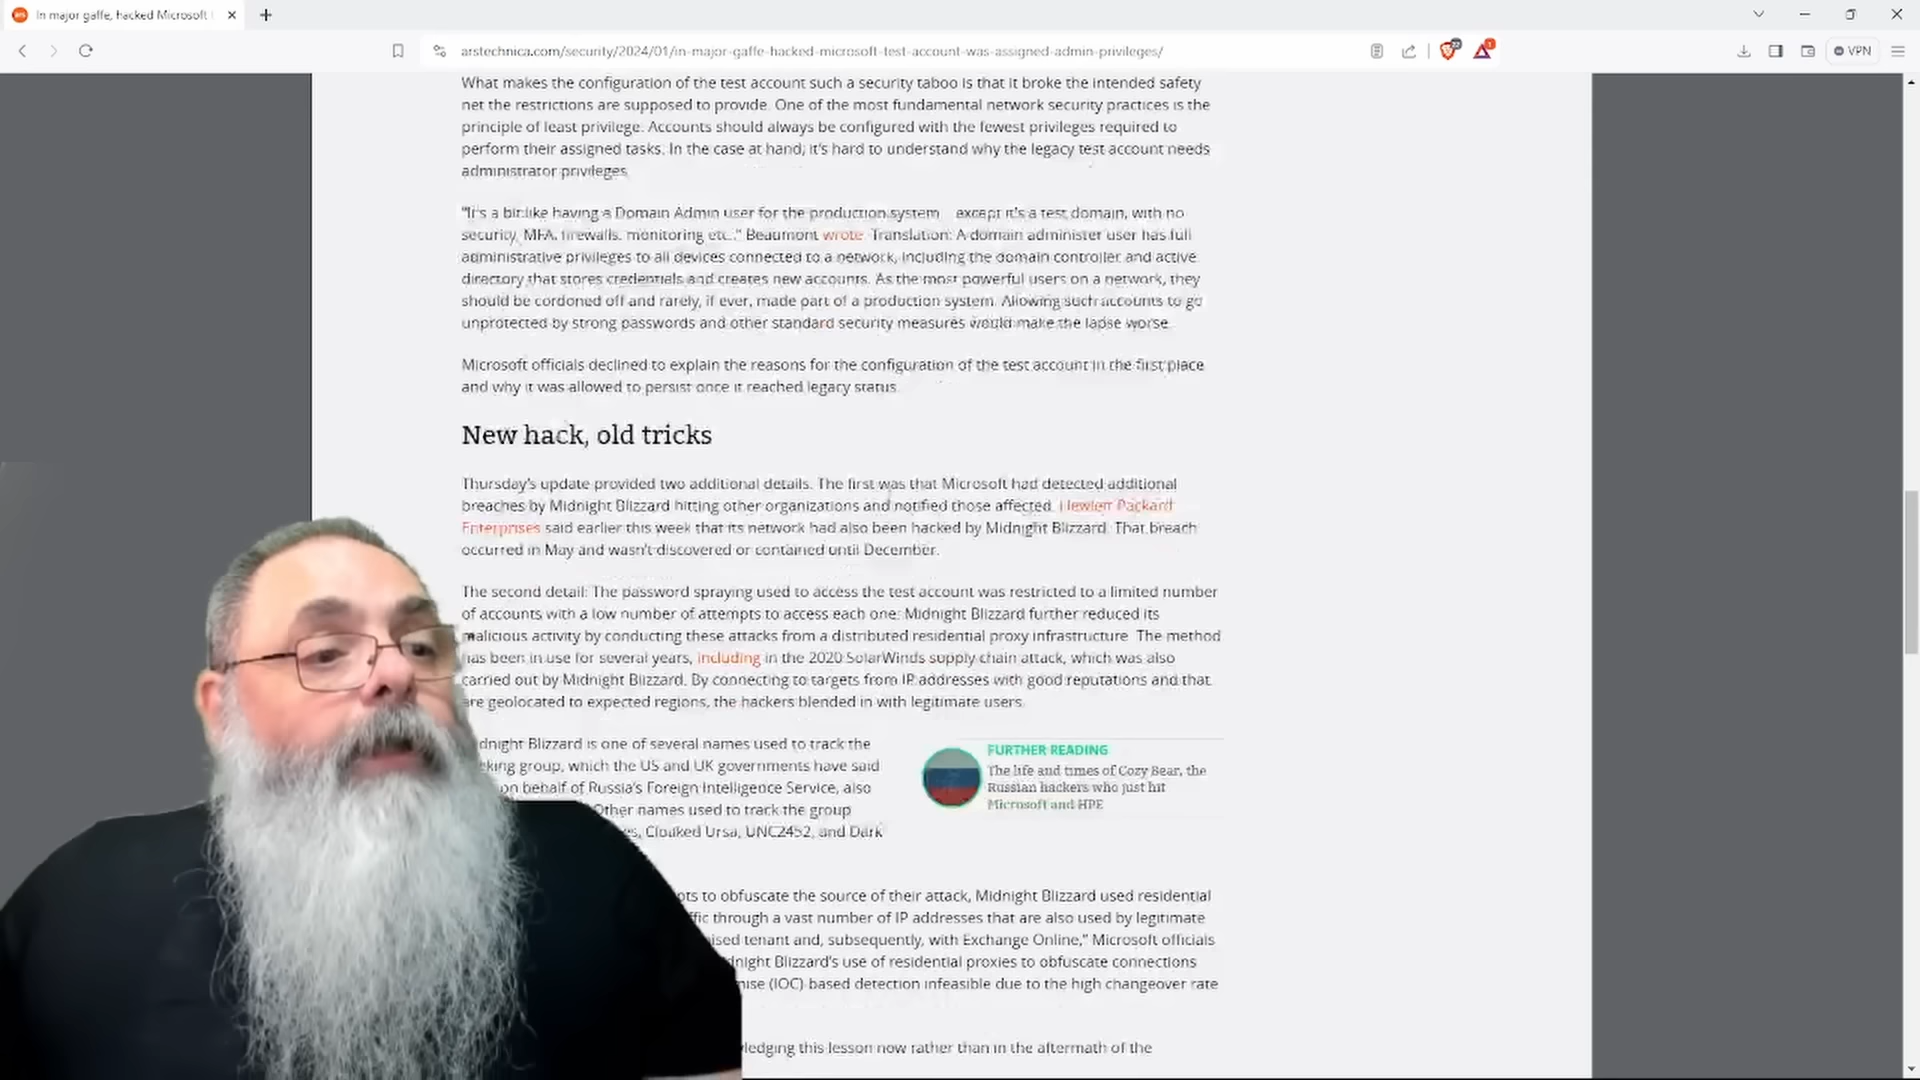 In major gaffe, hacked Microsoft
arstechnica.com/security/2024/01/in-major-gaffe-hacked-microsoft-test-account-was-assigned-admin-privileges/
VPN
What makes the configuration of the test account such a security taboo is that it broke the intended safety
net the restrictions are supposed to provide. One of the most fundamental network security practices is the
principle of least privilege. Accounts should always be configured with the fewest privileges required to
perform their assigned tasks. In the case at hand, it's hard to understand why the legacy test account needs
administrator privileges.
"It's a bit like having a Domain Admin user for the production system except it's a test domain, with no
security, MFA, firewalls, monitoring etc.." Beaumont wrote. Translation: A domain administer user has full
administrative privileges to all devices connected to a network, including the domain controller and active
directory that stores credentials and creates new accounts. As the most powerful users on a network, they
should be cordoned off and rarely, if ever, made part of a production system. Allowing such accounts to go
unprotected by strong passwords and other standard security measures would make the lapse worse.
Microsoft officials declined to explain the reasons for the configuration of the test account in the first place
and why it was allowed to persist once it reached legacy status.
New hack, old tricks
Thursday's update provided two additional details. The first was that Microsoft had detected additional
breaches by Midnight Blizzard hitting other organizations and notified those affected. Hewlett Packard
Enterprises said earlier this week that its network had also been hacked by Midnight Blizzard. That breach
occurred in May and wasn't discovered or contained until December.
The second detail: The password spraying used to access the test account was restricted to a limited number
of accounts with a low number of attempts to access each one. Midnight Blizzard further reduced its
malicious activity by conducting these attacks from a distributed residential proxy infrastructure. The method
has been in use for several years, including in the 2020 SolarWinds supply chain attack, which was also
carried out by Midnight Blizzard. By connecting to targets from IP addresses with good reputations and that
are geolocated to expected regions, the hackers blended in with legitimate users.
dnight Blizzard is one of several names used to track the
king group, which the US and UK governments have said
on behalf of Russia's Foreign Intelligence Service, also
Other names used to track the group
es, Cloaked Ursa, UNC2452, and Dark
FURTHER READING
The life and times of Cozy Bear, the
Russian hackers who just hit
Microsoft and HPE
pts to obfuscate the source of their attack, Midnight Blizzard used residential
ffic through a vast number of IP addresses that are also used by legitimate
ised tenant and, subsequently, with Exchange Online," Microsoft officials
dnight Blizzard's use of residential proxies to obfuscate connections
mise (IOC)-based detection infeasible due to the high changeover rate
ledging this lesson now rather than in the aftermath of the